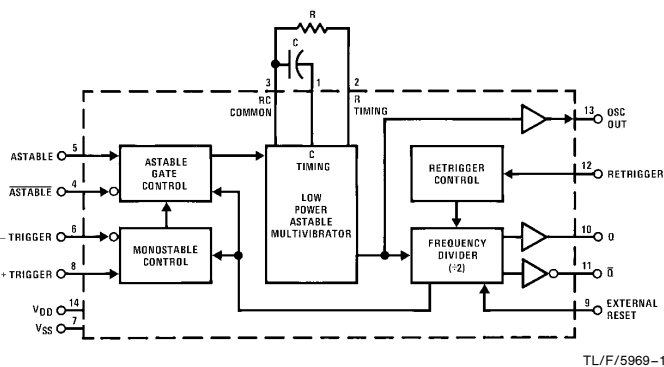 R
C
3
1
2
RC
COMMON
R
TIMING
13
OSC
OUT
ASTABLE
5
ASTABLE
4
ASTABLE
GATE
CONTROL
C
TIMING
LOW
POWER
ASTABLE
MULTIVIBRATOR
RETRIGGER
CONTROL
12
RETRIGGER
– TRIGGER
6
+ TRIGGER
8
MONOSTABLE
CONTROL
FREQUENCY
DIVIDER
(÷2)
10
Q
11
Q̅
9
EXTERNAL
RESET
VDD
14
VSS
7
TL/F/5969–1